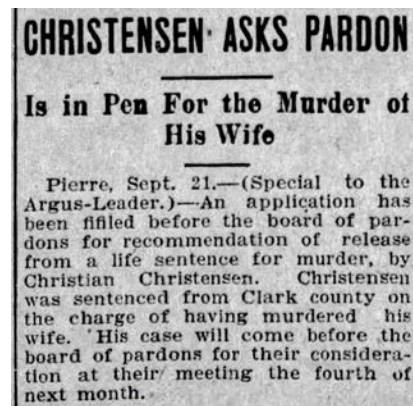 CHRISTENSEN ASKS PARDON
Is in Pen For the Murder of
His Wife
Pierre, Sept. 21.—(Special to the
Argus-Leader.)—An application has
been fifiled before the board of par-
dons for recommendation of release
from a life sentence for murder, by
Christian Christensen. Christensen
was sentenced from Clark county on
the charge of having murdered his
wife. 'His case will come before the
board of pardons for their considera-
tion at their meeting the fourth of
next month.